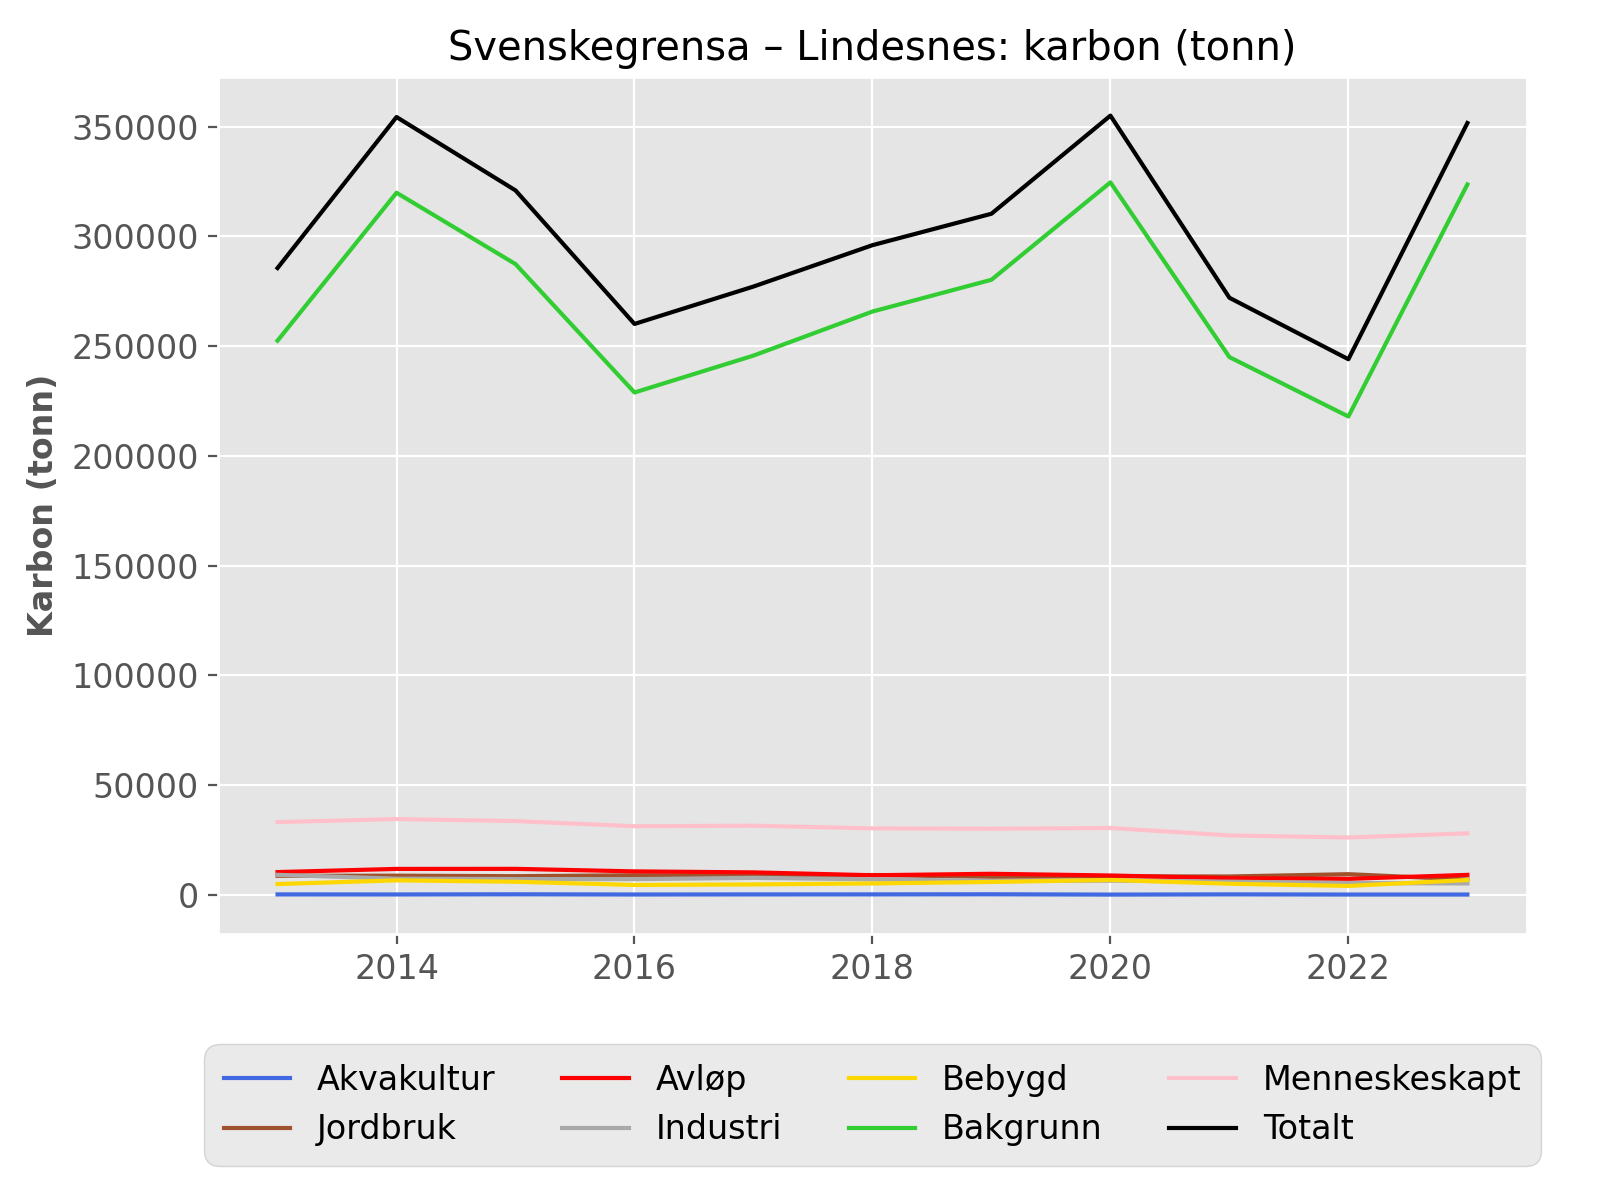 Svenskegrensa – Lindesnes: karbon (tonn)
Karbon (tonn)
350000
300000
250000
200000
150000
100000
50000
0
2014 2016 2018 2020 2022
Akvakultur Avløp Bebygd Menneskeskapt
Jordbruk Industri Bakgrunn Totalt